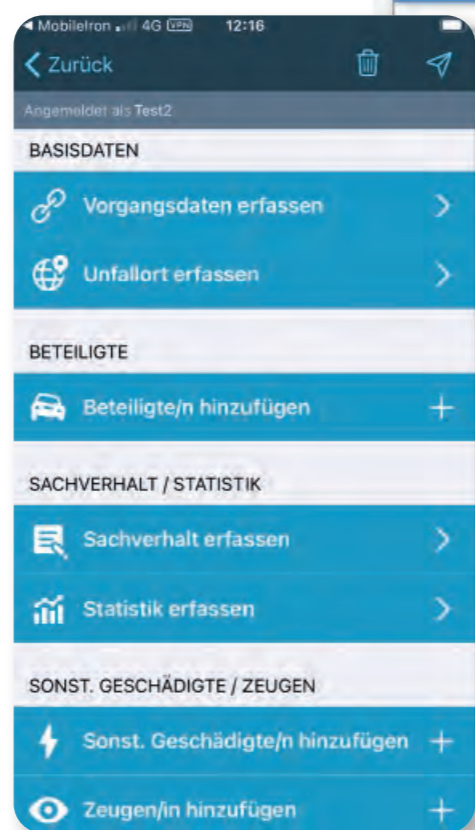 MobileIron 4G VPN 12:16
Zurück
Angemeldet als Test2
BASISDATEN
Vorgangsdaten erfassen
Unfallort erfassen
BETEILIGTE
Beteiligte/n hinzufügen
SACHVERHALT / STATISTIK
Sachverhalt erfassen
Statistik erfassen
SONST. GESCHÄDIGTE / ZEUGEN
Sonst. Geschädigte/n hinzufügen
Zeugen/in hinzufügen